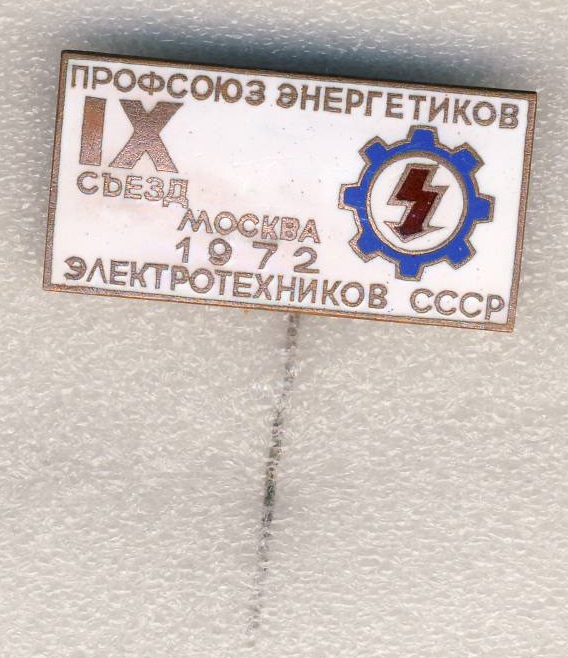 ПРОФСОЮЗ ЭНЕРГЕТИКОВ
IX
СЪЕЗД
МОСКВА
1972
ЭЛЕКТРОТЕХНИКОВ СССР